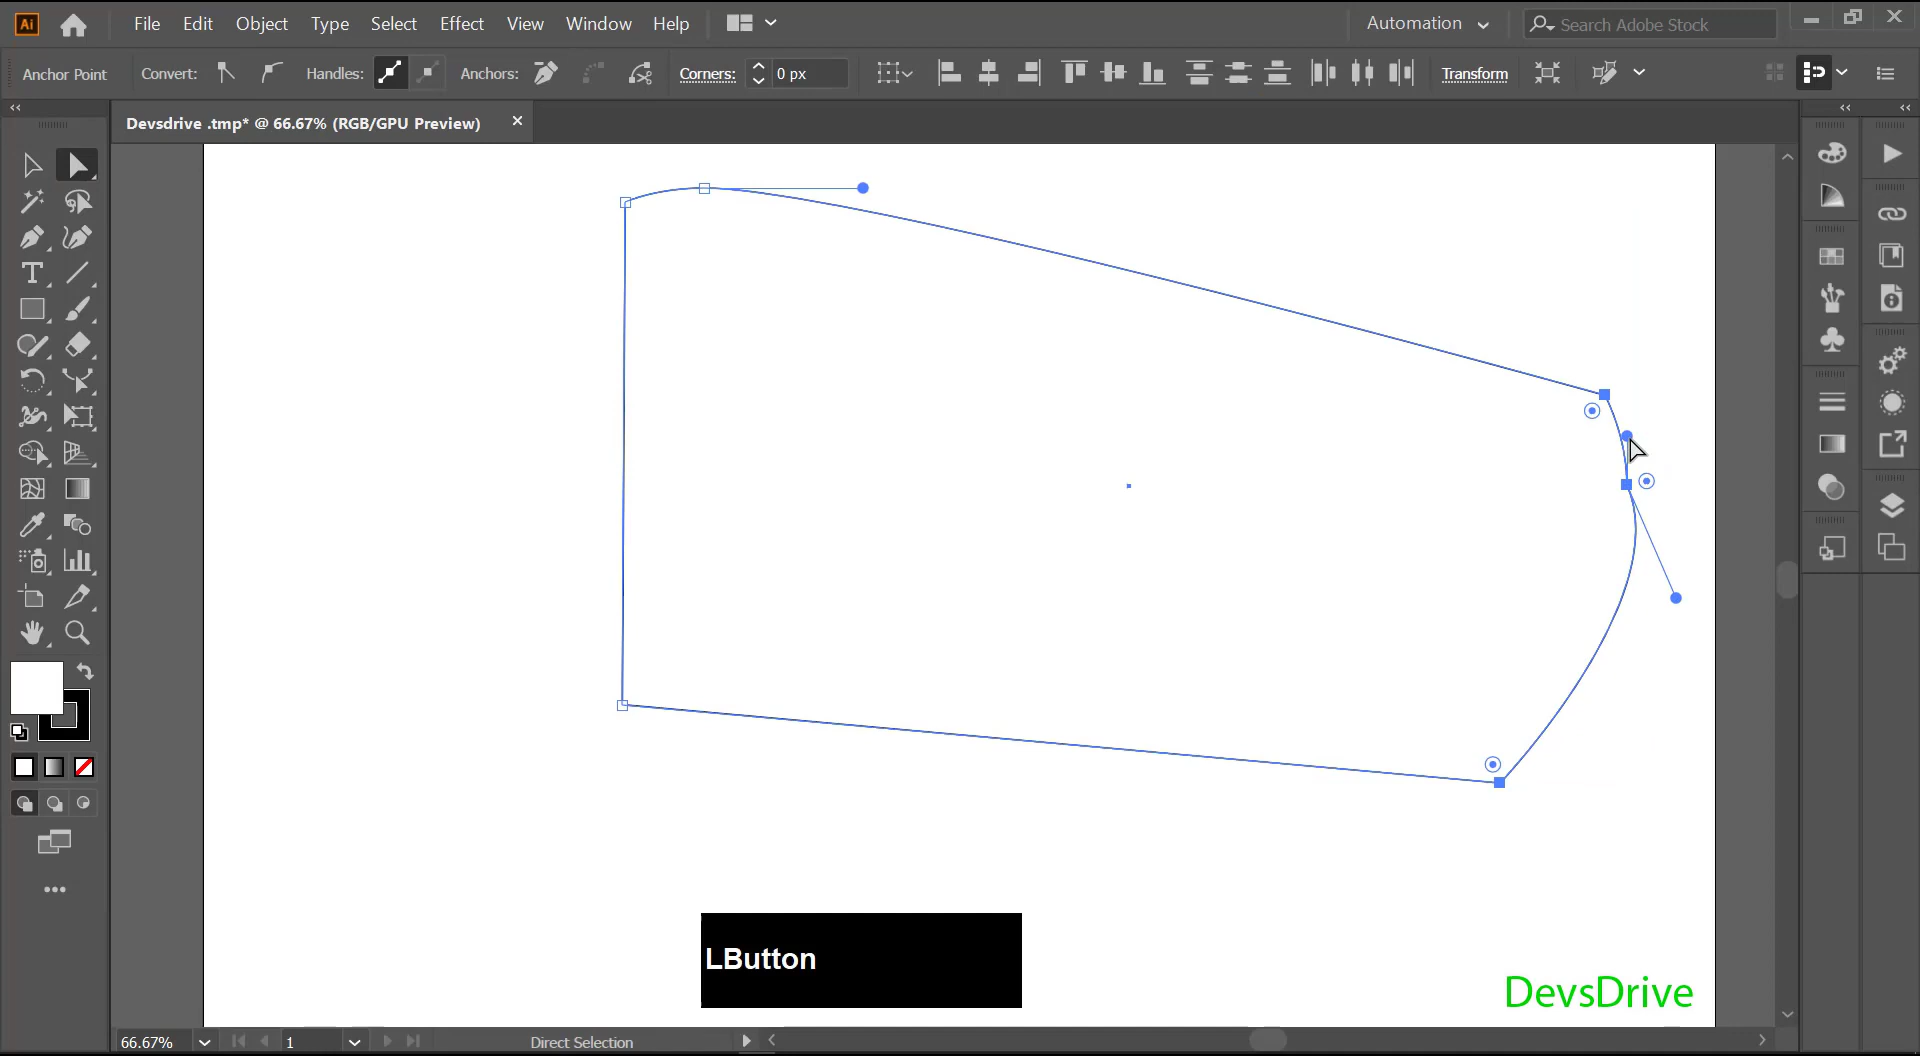 Ai File Edit Object Type Select Effect View Window Help Automation Search Adobe Stock
Anchor Point Convert: Handles: Anchors: Corners: 0 px Transform
Devsdrive .tmp* @ 66.67% (RGB/GPU Preview)
LButton
DevsDrive
66.67% 1 Direct Selection